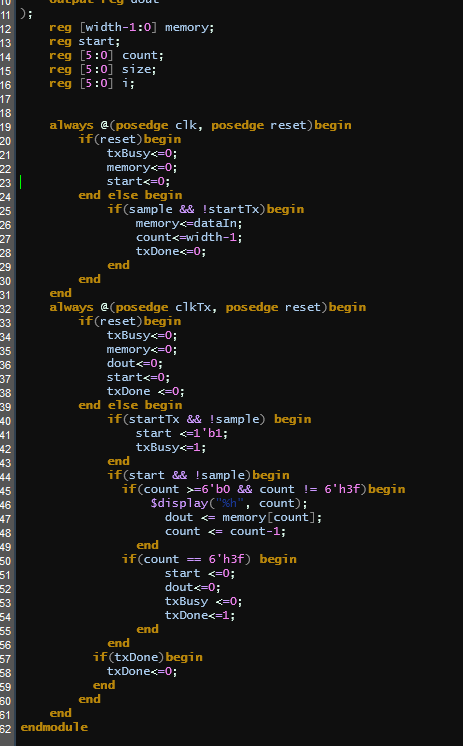 10 output reg dout
11 );
12 reg [width-1:0] memory;
13 reg start;
14 reg [5:0] count;
15 reg [5:0] size;
16 reg [5:0] i;
17
18
19 always @(posedge clk, posedge reset)begin
20 if(reset)begin
21 txBusy<=0;
22 memory<=0;
23 start<=0;
24 end else begin
25 if(sample && !startTx)begin
26 memory<=dataIn;
27 count<=width-1;
28 txDone<=0;
29 end
30 end
31 end
32 always @(posedge clkTx, posedge reset)begin
33 if(reset)begin
34 txBusy<=0;
35 memory<=0;
36 dout<=0;
37 start<=0;
38 txDone <=0;
39 end else begin
40 if(startTx && !sample) begin
41 start <=1'b1;
42 txBusy<=1;
43 end
44 if(start && !sample)begin
45 if(count >=6'b0 && count != 6'h3f)begin
46 $display("%h", count);
47 dout <= memory[count];
48 count <= count-1;
49 end
50 if(count == 6'h3f) begin
51 start <=0;
52 dout<=0;
53 txBusy <=0;
54 txDone<=1;
55 end
56 end
57 if(txDone)begin
58 txDone<=0;
59 end
60 end
61 end
62 endmodule